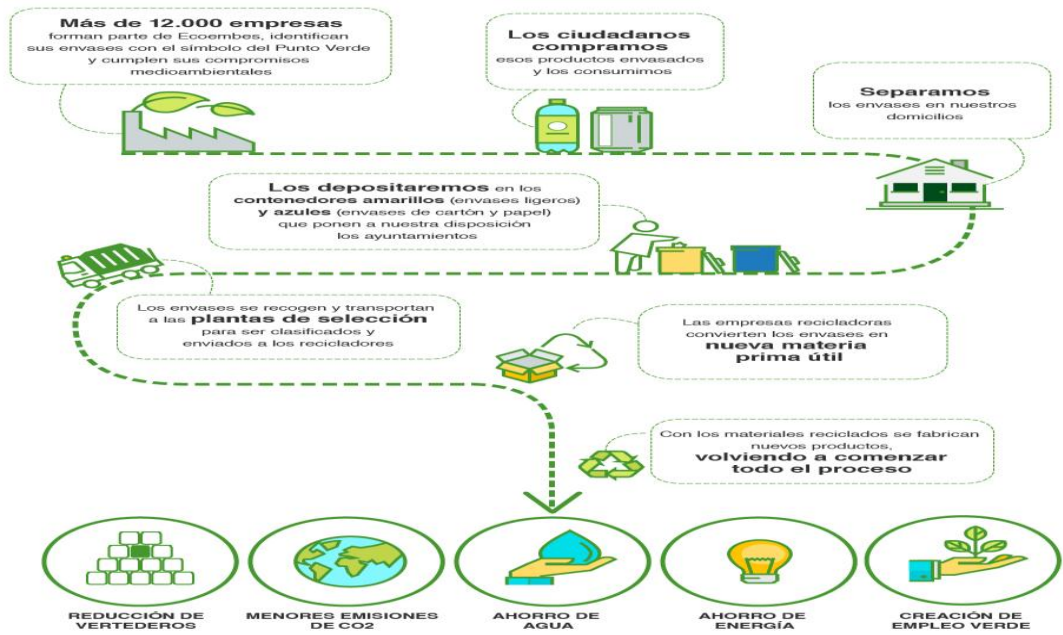 Más de 12.000 empresas
forman parte de Ecoembes, identifican
sus envases con el símbolo del Punto Verde
y cumplen sus compromisos
medioambientales
Los ciudadanos
compramos
esos productos envasados
y los consumimos
Separamos
los envases en nuestros
domicilios
Los depositaremos en los
contenedores amarillos (envases ligeros)
y azules (envases de cartón y papel)
que ponen a nuestra disposición
los ayuntamientos
Los envases se recogen y transportan
a las plantas de selección
para ser clasificados y
enviados a los recicladores
Las empresas recicladoras
convierten los envases en
nueva materia
prima útil
Con los materiales reciclados se fabrican
nuevos productos,
volviendo a comenzar
todo el proceso
REDUCCIÓN DE
VERTEDEROS
MENORES EMISIONES
DE CO2
AHORRO DE
AGUA
AHORRO DE
ENERGÍA
CREACIÓN DE
EMPLEO VERDE